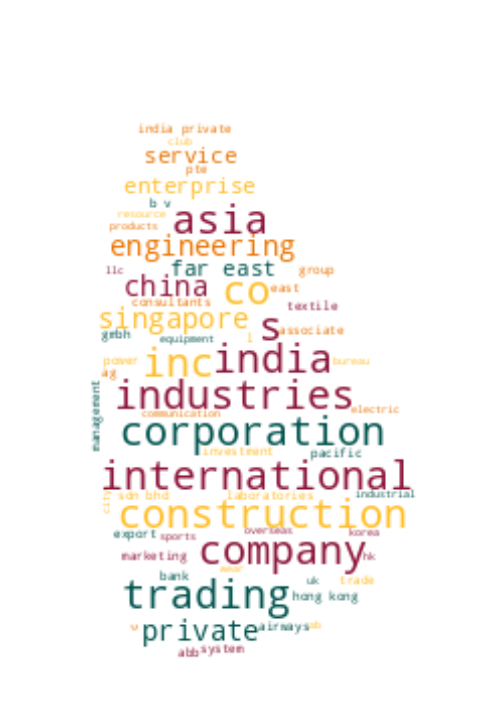 india private
club
service
pte
enterprise
b v
resource
asia
products
engineering
far east
llc
group
china
co
east
consultants
textile
singapore
s
associate
gmbh
equipment
l
inc
india
power
bureau
ag
industries
management
communication
electric
corporation
investment
pacific
international
city
sdn bhd
laboratories
industrial
construction
export
sports
overseas
korea
marketing
company
hk
bank
wear
uk
trade
trading
hong kong
private
airways
ab
v
abb
system